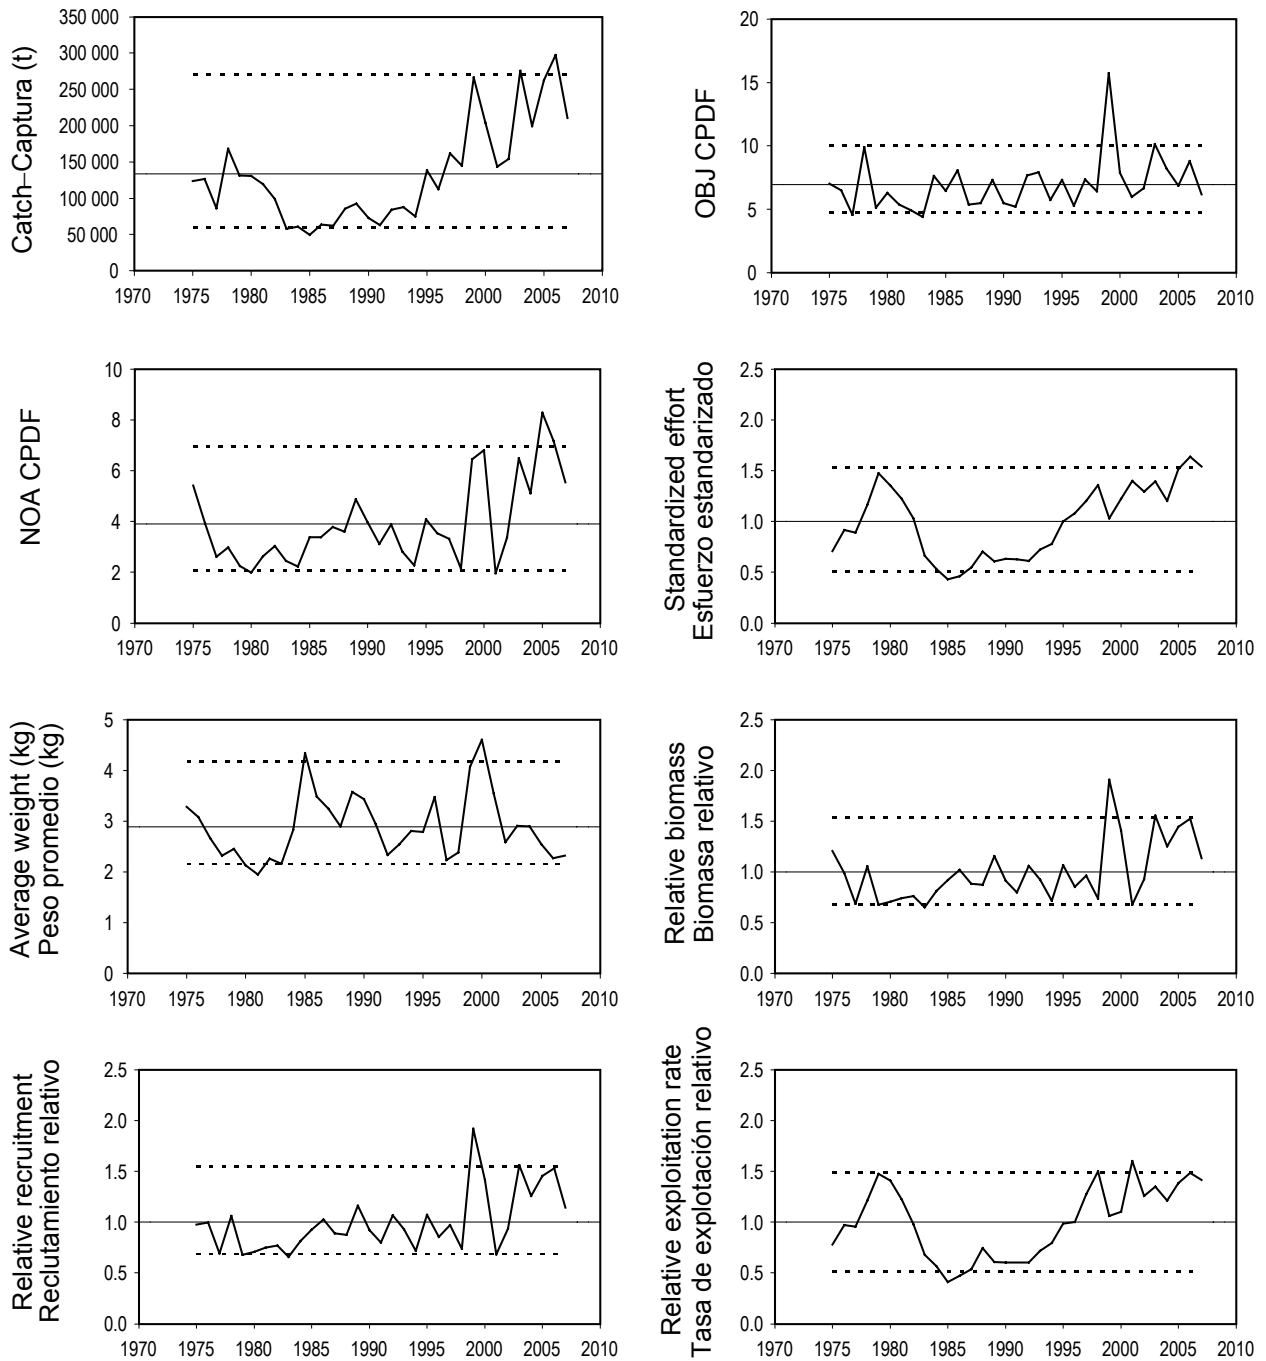 Catch–Captura (t)
350 000
300 000
250 000
200 000
150 000
100 000
50 000
0
1970 1975 1980 1985 1990 1995 2000 2005 2010
OBJ CPDF
20
15
10
5
0
1970 1975 1980 1985 1990 1995 2000 2005 2010
NOA CPDF
10
8
6
4
2
0
1970 1975 1980 1985 1990 1995 2000 2005 2010
Standardized effort
Esfuerzo estandarizado
2.5
2.0
1.5
1.0
0.5
0.0
1970 1975 1980 1985 1990 1995 2000 2005 2010
Average weight (kg)
Peso promedio (kg)
5
4
3
2
1
0
1970 1975 1980 1985 1990 1995 2000 2005 2010
Relative biomass
Biomasa relativo
2.5
2.0
1.5
1.0
0.5
0.0
1970 1975 1980 1985 1990 1995 2000 2005 2010
Relative recruitment
Reclutamiento relativo
2.5
2.0
1.5
1.0
0.5
0.0
1970 1975 1980 1985 1990 1995 2000 2005 2010
Relative exploitation rate
Tasa de explotación relativo
2.5
2.0
1.5
1.0
0.5
0.0
1970 1975 1980 1985 1990 1995 2000 2005 2010